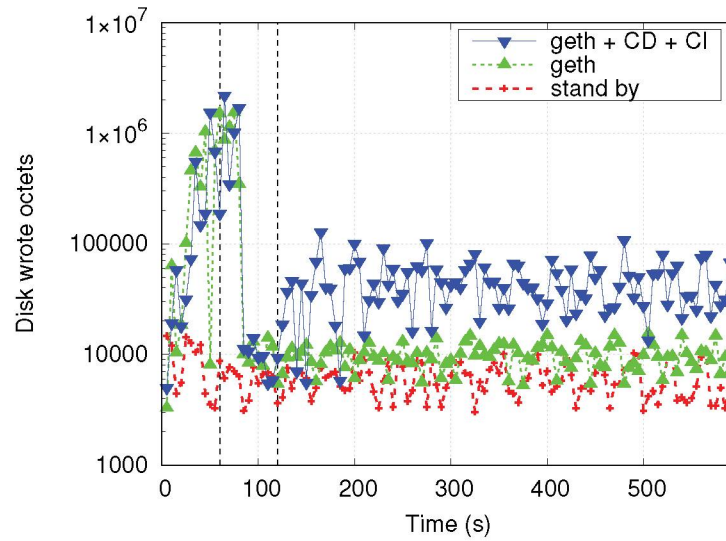 1×10⁷
1×10⁶
100000
10000
1000
Disk wrote octets
geth + CD + CI
geth
stand by
0 100 200 300 400 500
Time (s)